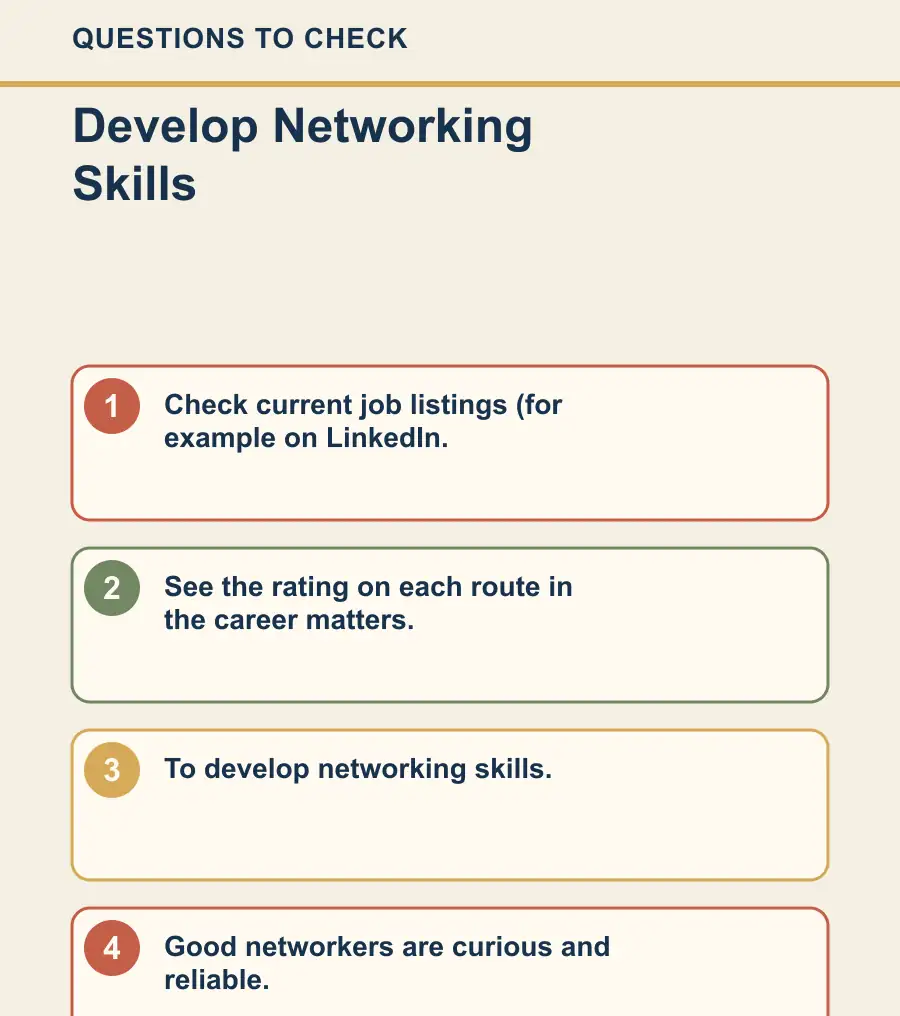 QUESTIONS TO CHECK
Develop Networking
Skills
1
Check current job listings (for
example on LinkedIn.
2
See the rating on each route in
the career matters.
3
To develop networking skills.
4
Good networkers are curious and
reliable.